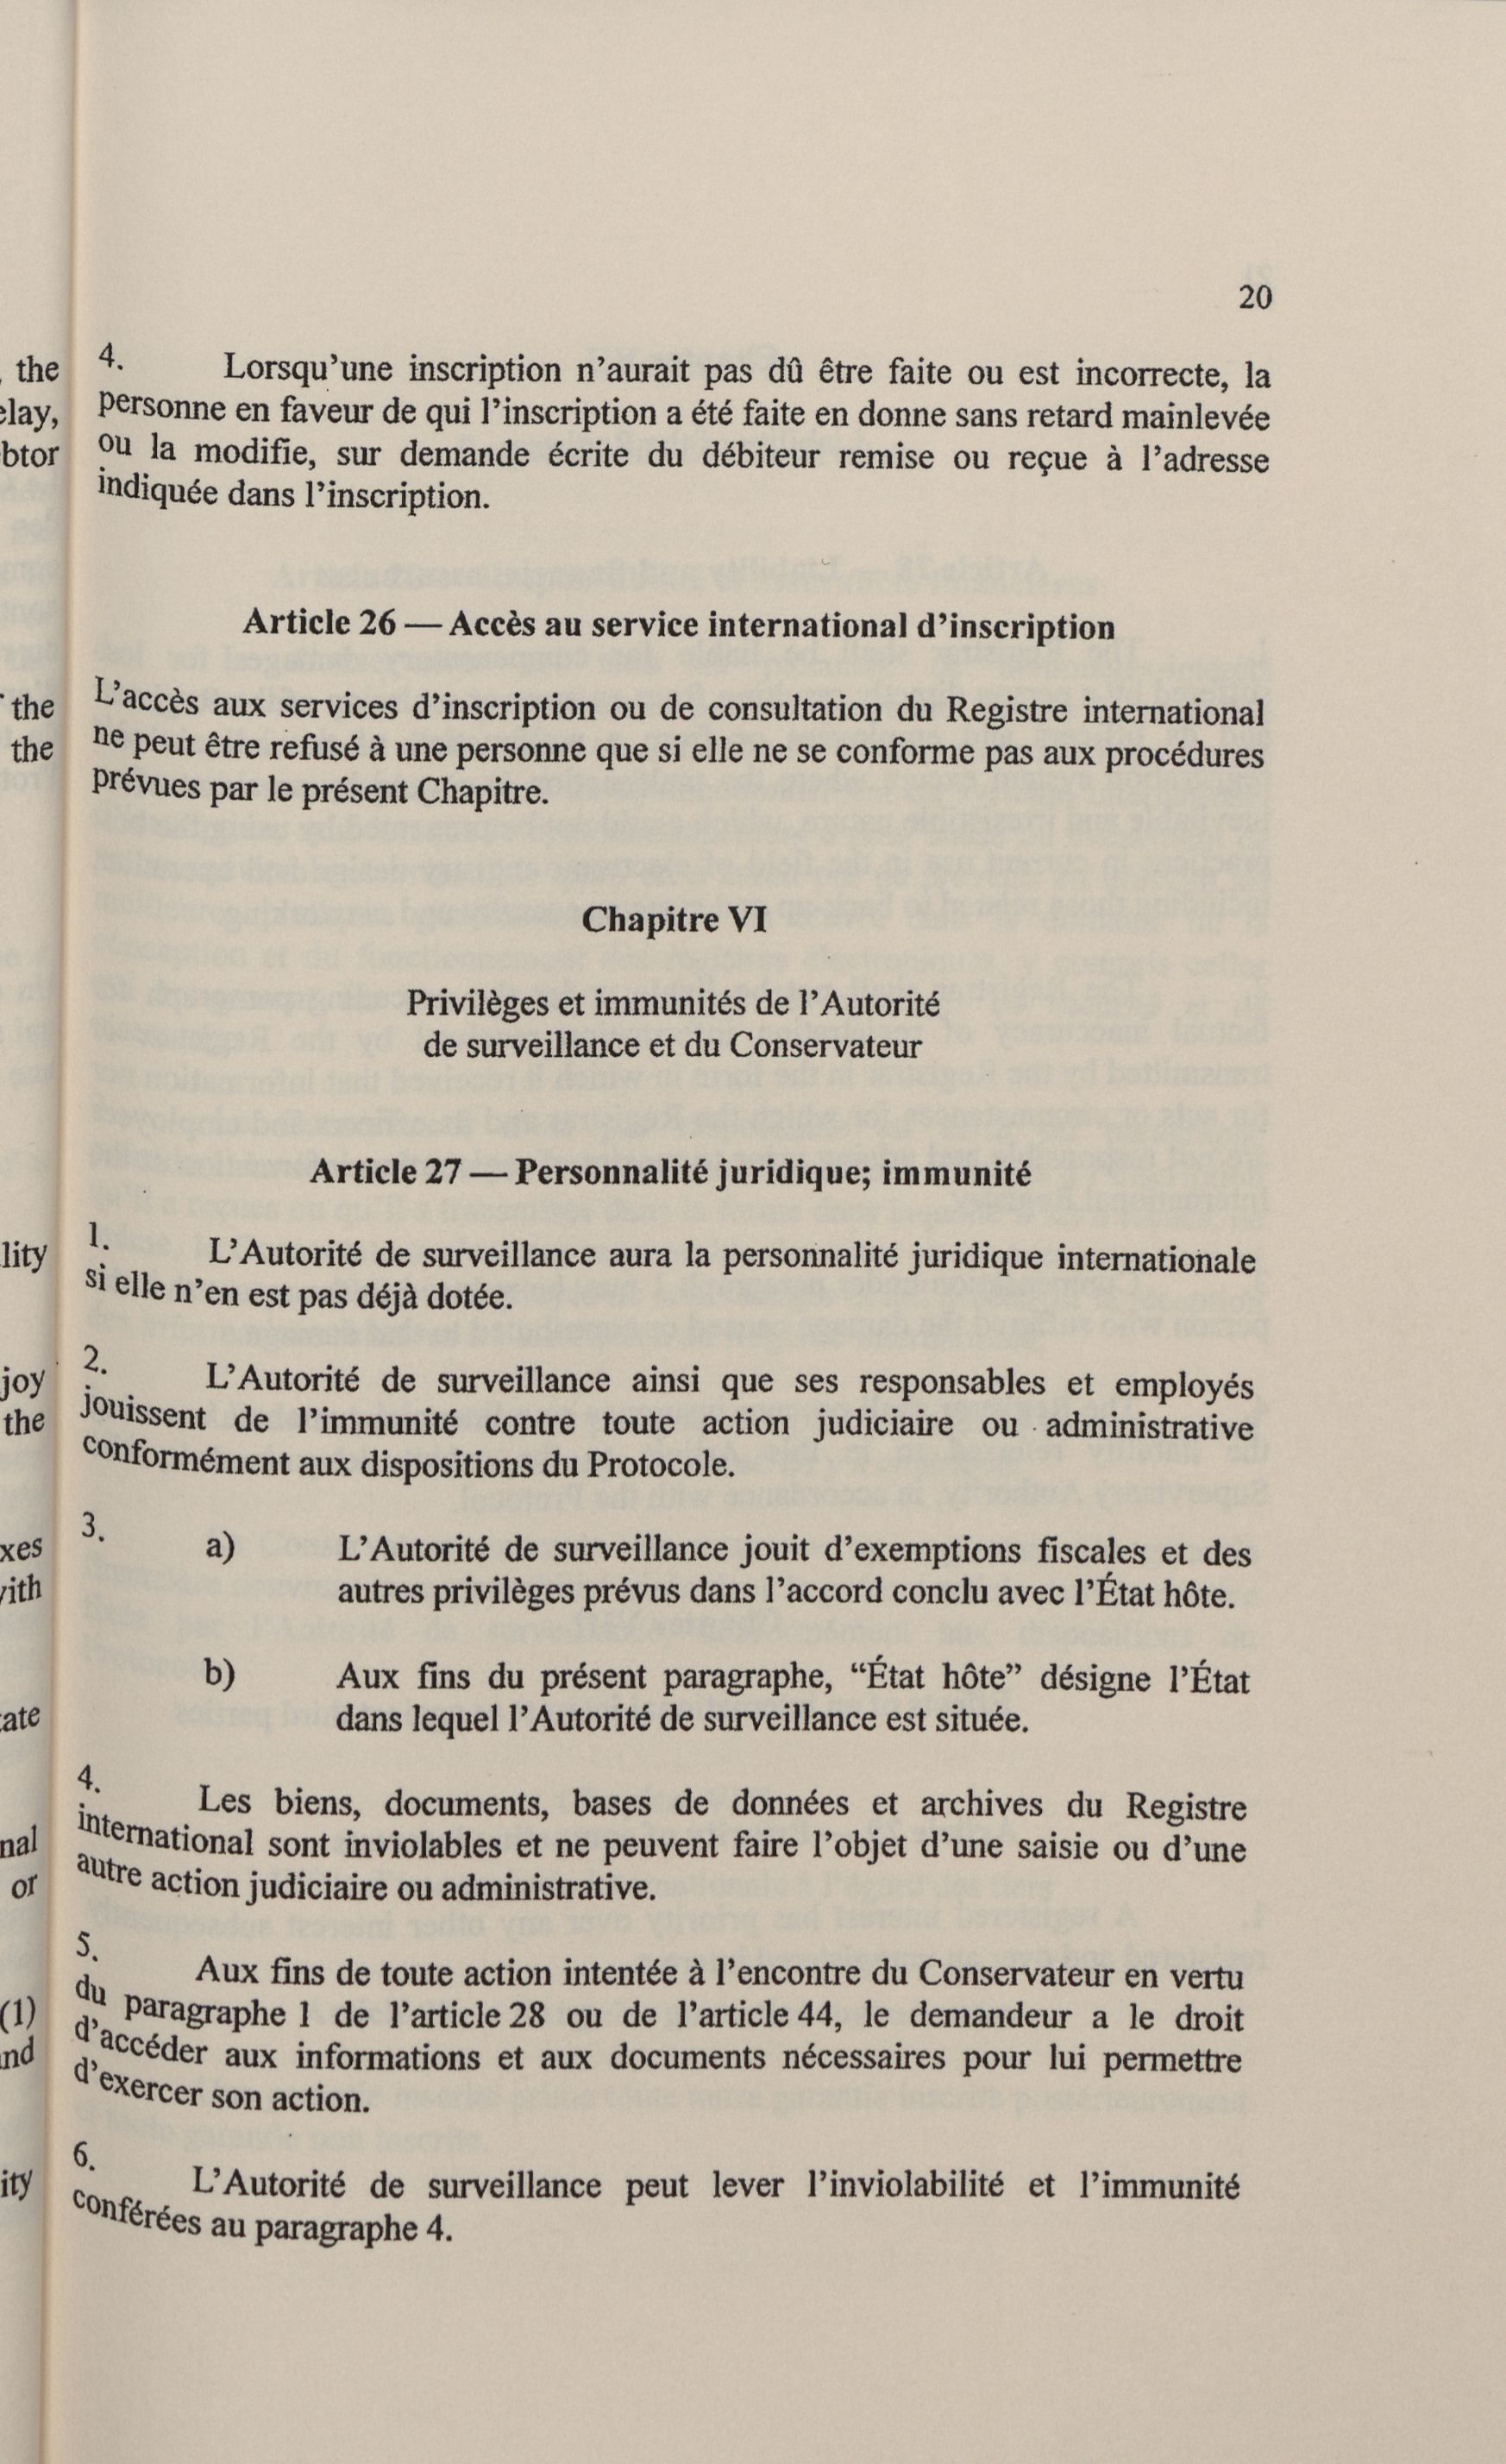 20
4. Lorsqu'une inscription n'aurait pas dû être faite ou est incorrecte, la
personne en faveur de qui l'inscription a été faite en donne sans retard mainlevée
ou la modifie, sur demande écrite du débiteur remise ou reçue à l'adresse
indiquée dans l'inscription.
Article 26 — Accès au service international d'inscription
L'accès aux services d'inscription ou de consultation du Registre international
ne peut être refusé à une personne que si elle ne se conforme pas aux procédures
prévues par le présent Chapitre.
Chapitre VI
Privilèges et immunités de l'Autorité
de surveillance et du Conservateur
Article 27 — Personnalité juridique; immunité
1. L'Autorité de surveillance aura la personnalité juridique internationale
si elle n'en est pas déjà dotée.
2. L'Autorité de surveillance ainsi que ses responsables et employés
jouissent de l'immunité contre toute action judiciaire ou administrative
conformément aux dispositions du Protocole.
3. a) L'Autorité de surveillance jouit d'exemptions fiscales et des
autres privilèges prévus dans l'accord conclu avec l'État hôte.
b) Aux fins du présent paragraphe, “État hôte” désigne l'État
dans lequel l'Autorité de surveillance est située.
4. Les biens, documents, bases de données et archives du Registre
international sont inviolables et ne peuvent faire l'objet d'une saisie ou d'une
autre action judiciaire ou administrative.
5. Aux fins de toute action intentée à l'encontre du Conservateur en vertu
du paragraphe 1 de l'article 28 ou de l'article 44, le demandeur a le droit
d'accéder aux informations et aux documents nécessaires pour lui permettre
d'exercer son action.
6. L'Autorité de surveillance peut lever l'inviolabilité et l'immunité
conférées au paragraphe 4.
the
the
the
joy
the
or
(1)